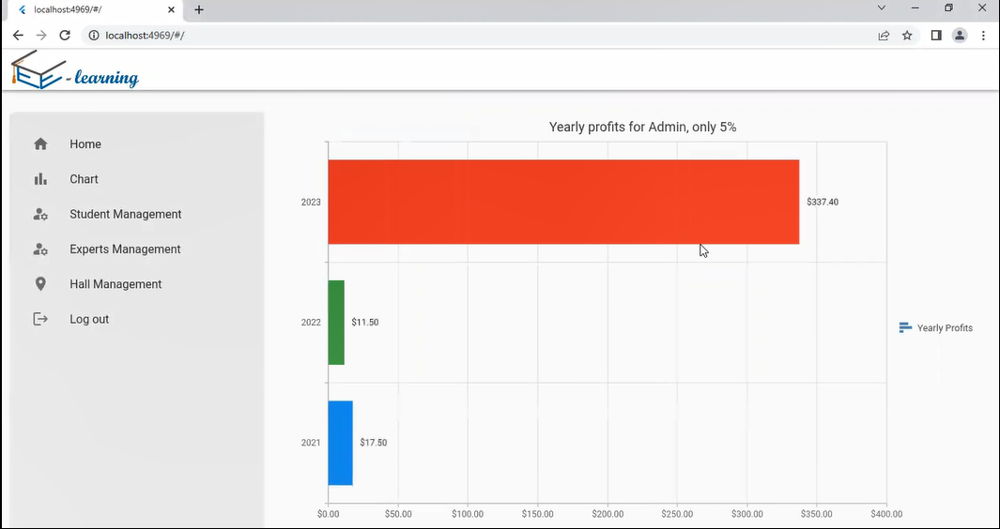 localhost:4969/#/
localhost:4969/#/
E-learning
Home
Chart
Student Management
Experts Management
Hall Management
Log out
Yearly profits for Admin, only 5%
2023
$337.40
2022
$11.50
2021
$17.50
$0.00 $50.00 $100.00 $150.00 $200.00 $250.00 $300.00 $350.00 $400.00
Yearly Profits